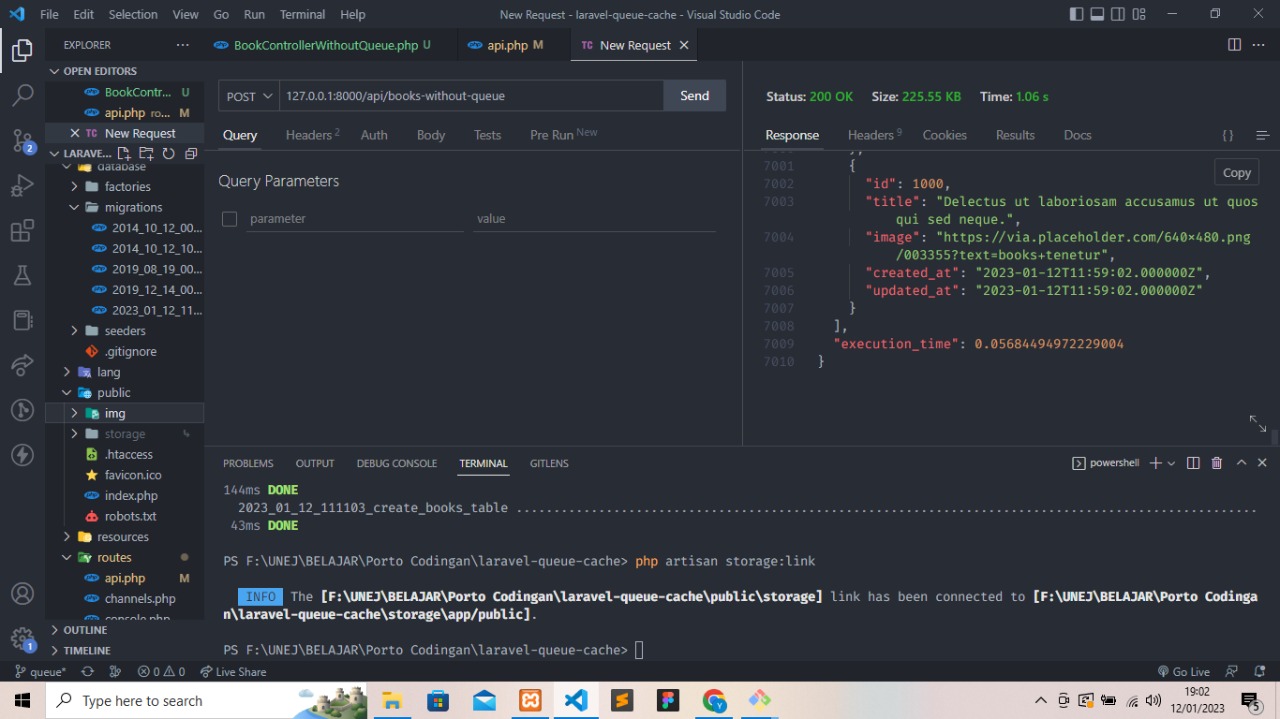 File Edit Selection View Go Run Terminal Help
New Request - laravel-queue-cache - Visual Studio Code
EXPLORER
BookControllerWithoutQueue.php U
api.php M
TC New Request
OPEN EDITORS
BookContr... U
api.php ro... M
TC New Request
LARAVE...
database
factories
migrations
2014_10_12_00...
2014_10_12_10...
2019_08_19_00...
2019_12_14_00...
2023_01_12_11...
seeders
.gitignore
lang
public
img
storage
.htaccess
favicon.ico
index.php
robots.txt
resources
routes
api.php M
channels.php
console.php
OUTLINE
TIMELINE
2
1
POST 127.0.0.1:8000/api/books-without-queue Send
Query Headers 2 Auth Body Tests Pre Run New
Query Parameters
parameter value
Status: 200 OK Size: 225.55 KB Time: 1.06 s
Response Headers 9 Cookies Results Docs { }
Copy
7001 {
7002 "id": 1000,
7003 "title": "Delectus ut laboriosam accusamus ut quos
qui sed neque.",
7004 "image": "https://via.placeholder.com/640×480.png
/003355?text=books+tenetur",
7005 "created_at": "2023-01-12T11:59:02.000000Z",
7006 "updated_at": "2023-01-12T11:59:02.000000Z"
7007 }
7008 ],
7009 "execution_time": 0.05684494972229004
7010 }
PROBLEMS OUTPUT DEBUG CONSOLE TERMINAL GITLENS
powershell
144ms DONE
2023_01_12_111103_create_books_table ..........................................................................................................
43ms DONE
PS F:\UNEJ\BELAJAR\Porto Codingan\laravel-queue-cache> php artisan storage:link
INFO The [F:\UNEJ\BELAJAR\Porto Codingan\laravel-queue-cache\public\storage] link has been connected to [F:\UNEJ\BELAJAR\Porto Codinga
n\laravel-queue-cache\storage\app/public].
PS F:\UNEJ\BELAJAR\Porto Codingan\laravel-queue-cache>
queue* 0 0 Live Share
Go Live
Type here to search
19:02
12/01/2023
5